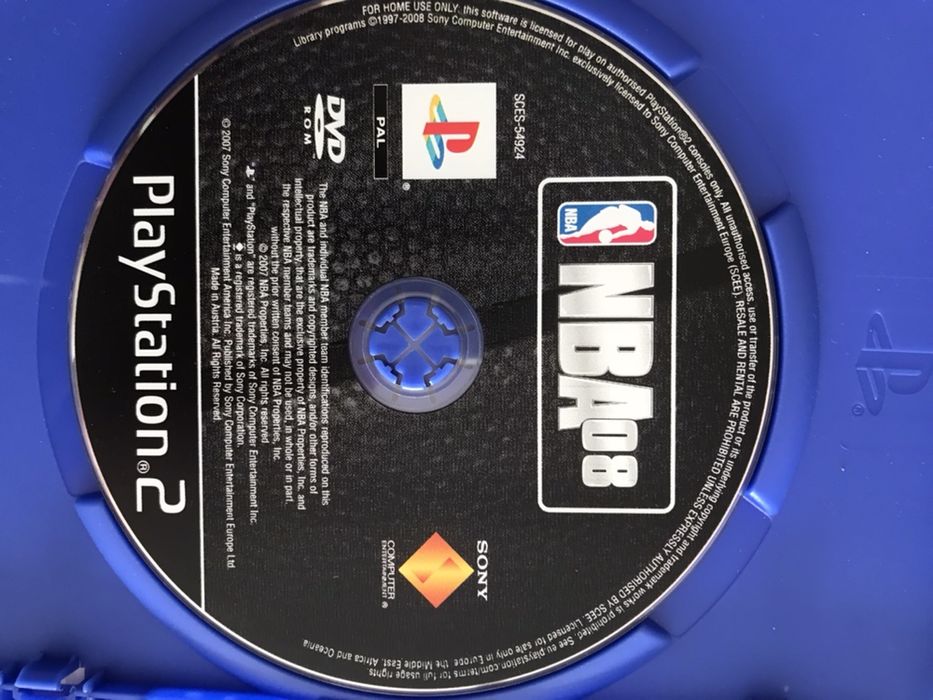 FOR HOME USE ONLY: this software is licensed for play on authorised PlayStation®2 consoles only. All unauthorised access, use or transfer of the product or its underlying copyright and trademark works is prohibited. See eu.playstation.com/terms for full usage rights.
Library programs ©1997-2008 Sony Computer Entertainment Inc. exclusively licensed to Sony Computer Entertainment Europe (SCEE). RESALE AND RENTAL ARE PROHIBITED UNLESS EXPRESSLY AUTHORISED BY SCEE. Licensed for sale only in Europe, the Middle East, Africa and Oceania
NBA
NBA08
SCES-54924
®
PAL
DVD
ROM
SONY
COMPUTER
ENTERTAINMENT ®
The NBA and individual NBA member team identifications reproduced on this
product are trademarks and copyrighted designs, and/or other forms of
intellectual property, that are the exclusive property of NBA Properties, Inc. and
the respective NBA member teams and may not be used, in whole or in part,
without the prior written consent of NBA Properties, Inc.
© 2007 NBA Properties, Inc. All rights reserved
and "PlayStation" are registered trademarks of Sony Computer Entertainment Inc.
is a registered trademark of Sony Corporation.
© 2007 Sony Computer Entertainment America Inc. Published by Sony Computer Entertainment Europe Ltd.
Made in Austria. All Rights Reserved.
PlayStation®2
®